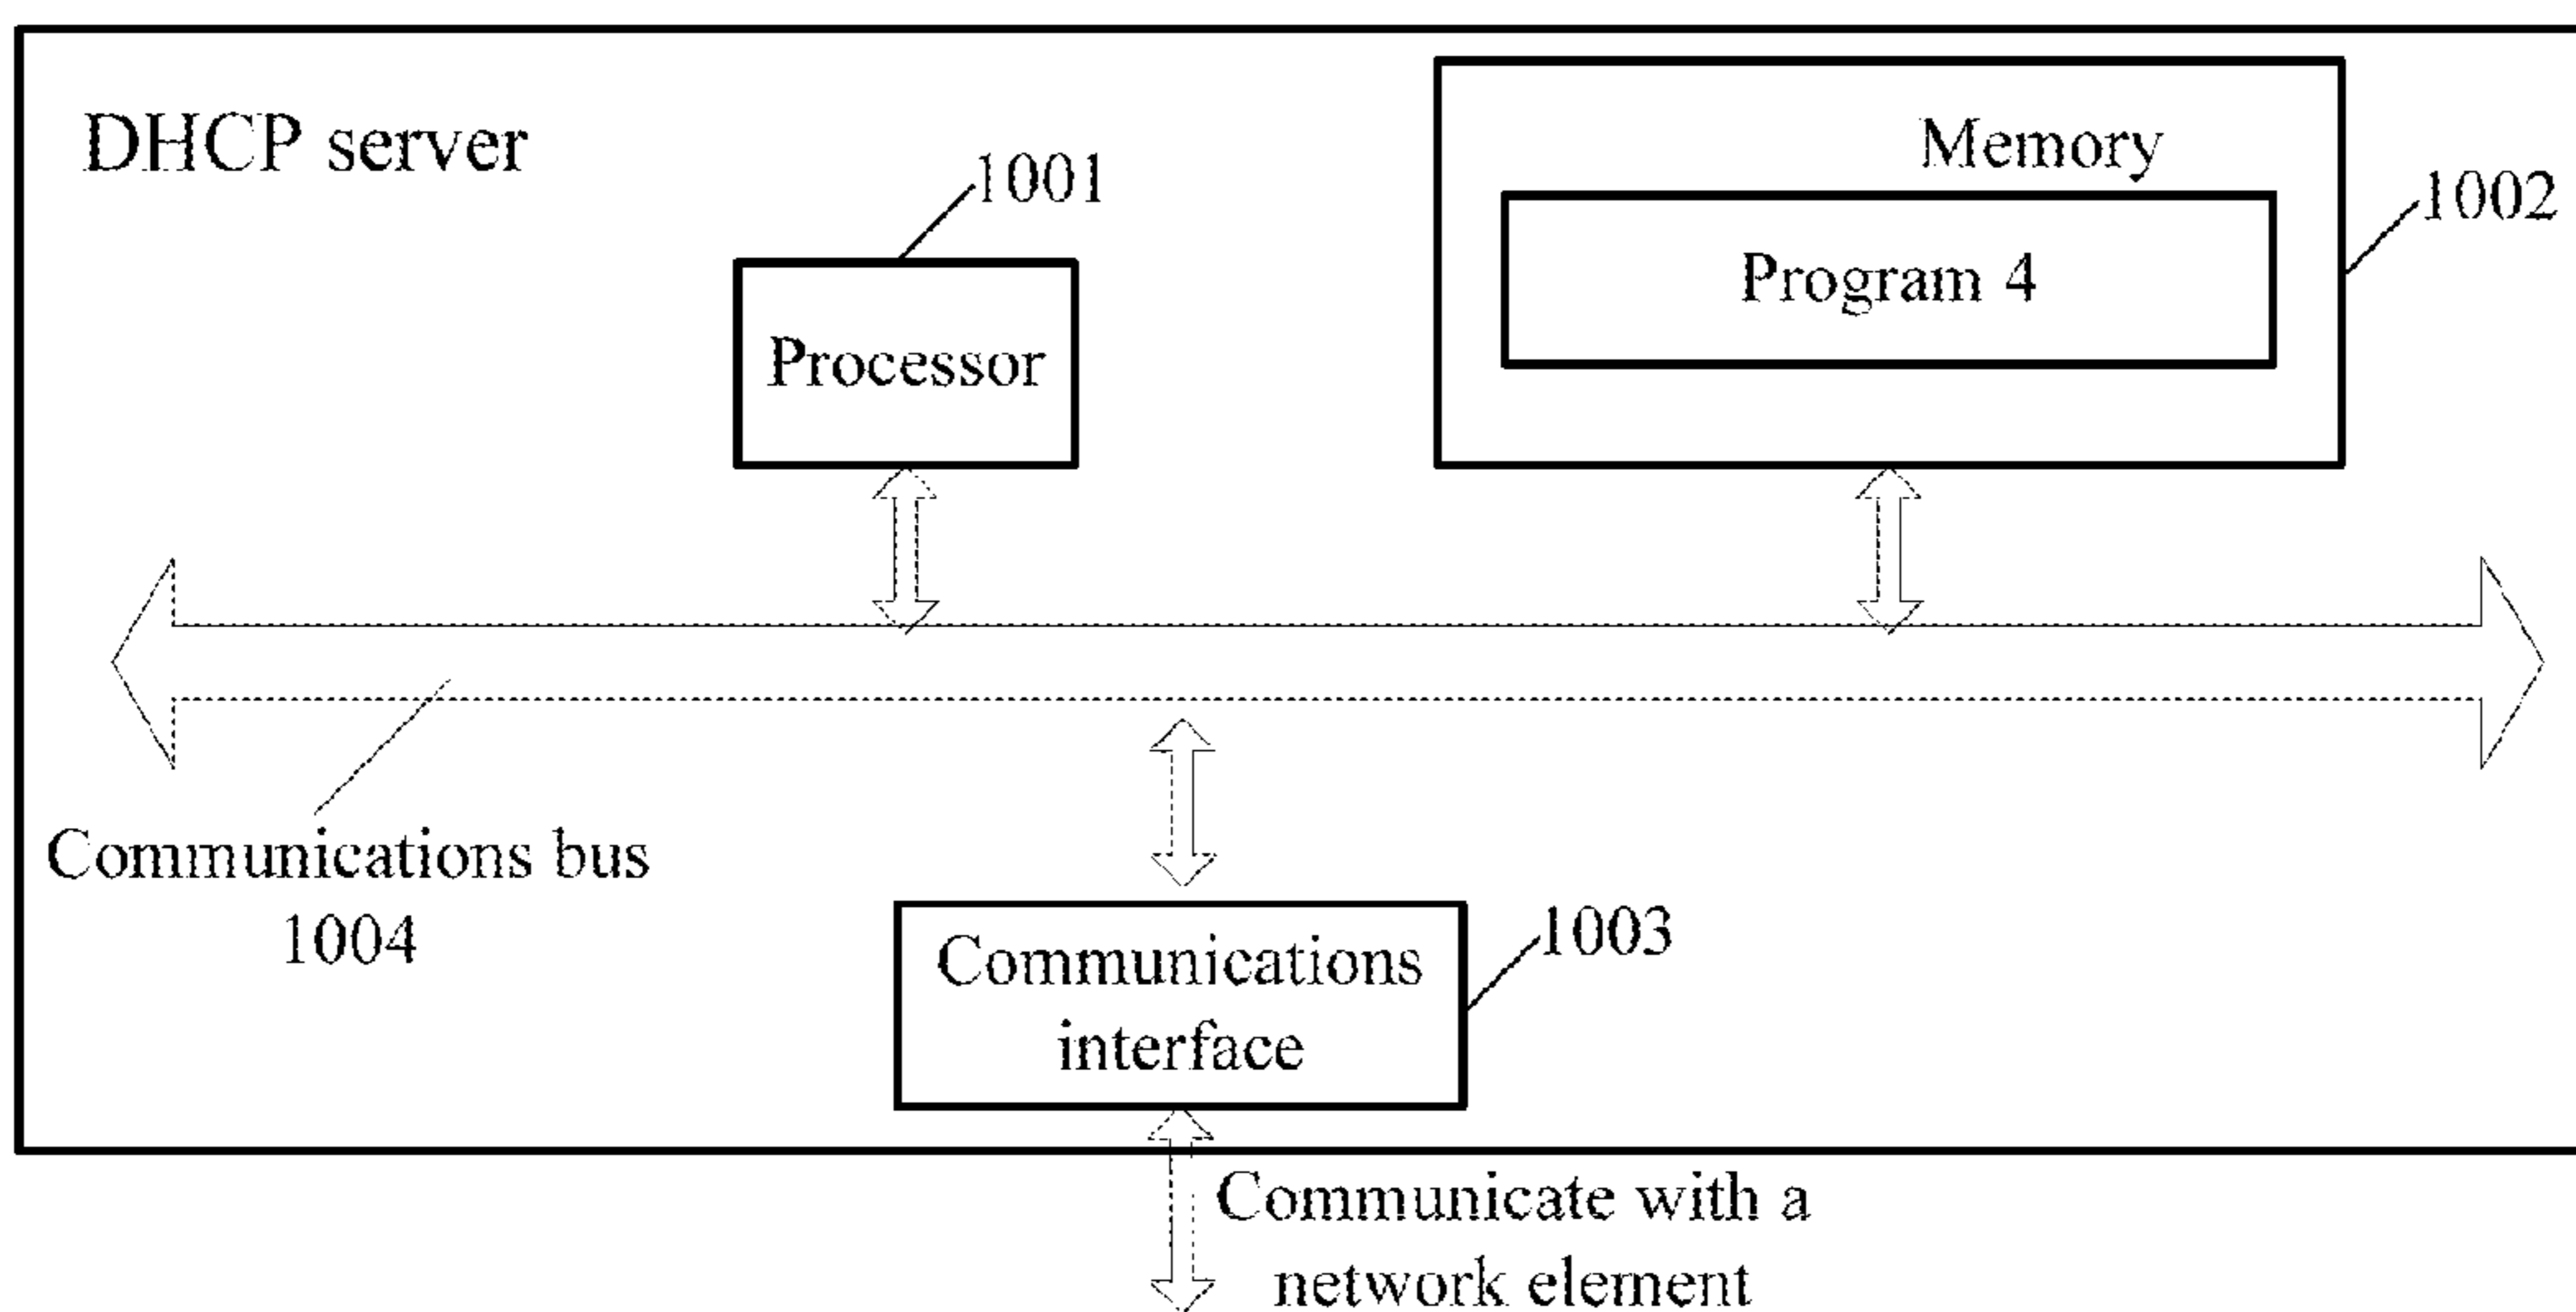 DHCP server
1001
Processor
Memory
Program 4
1002
Communications bus
1004
Communications
interface
1003
Communicate with a
network element